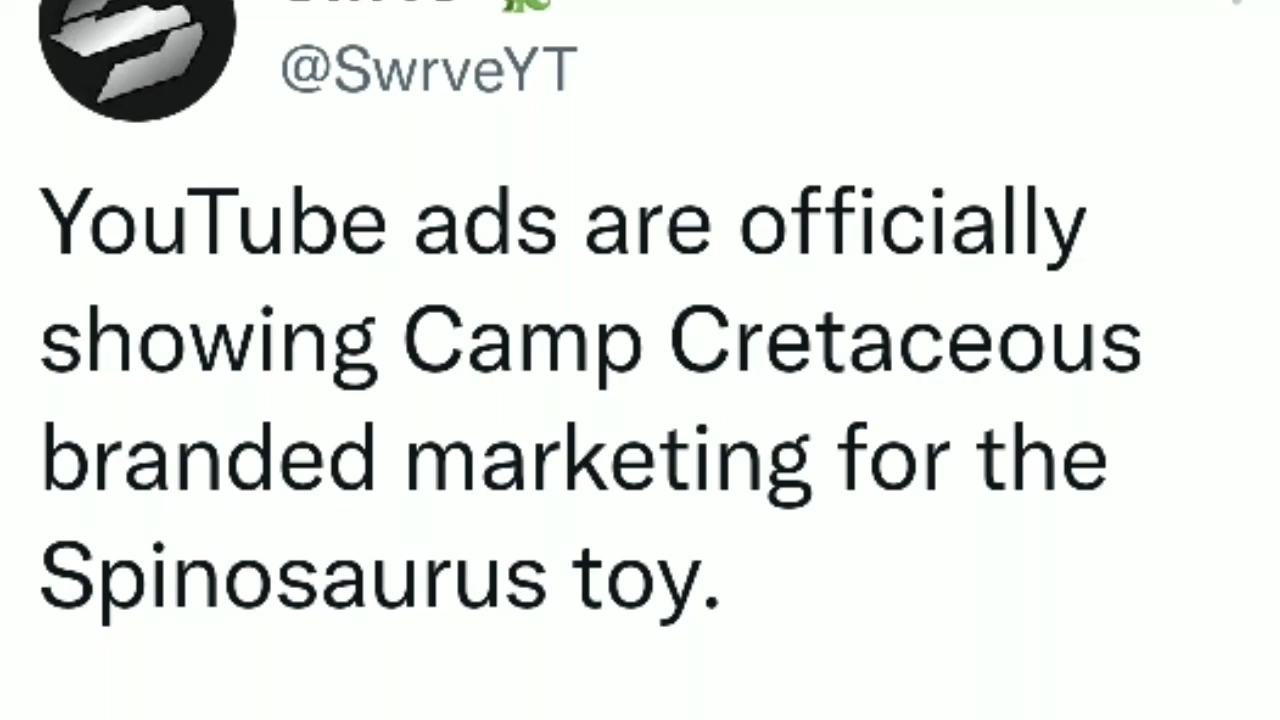 @SwrveYT
YouTube ads are officially
showing Camp Cretaceous
branded marketing for the
Spinosaurus toy.